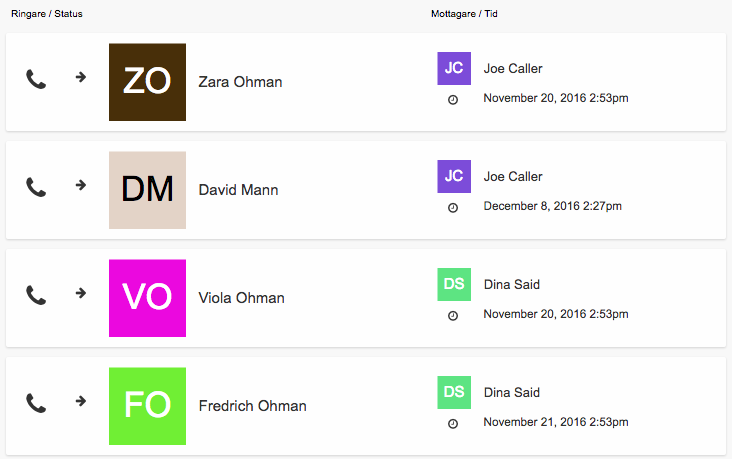 Ringare / Status Mottagare / Tid
ZO Zara Ohman JC Joe Caller
November 20, 2016 2:53pm
DM David Mann JC Joe Caller
December 8, 2016 2:27pm
VO Viola Ohman DS Dina Said
November 20, 2016 2:53pm
FO Fredrich Ohman DS Dina Said
November 21, 2016 2:53pm